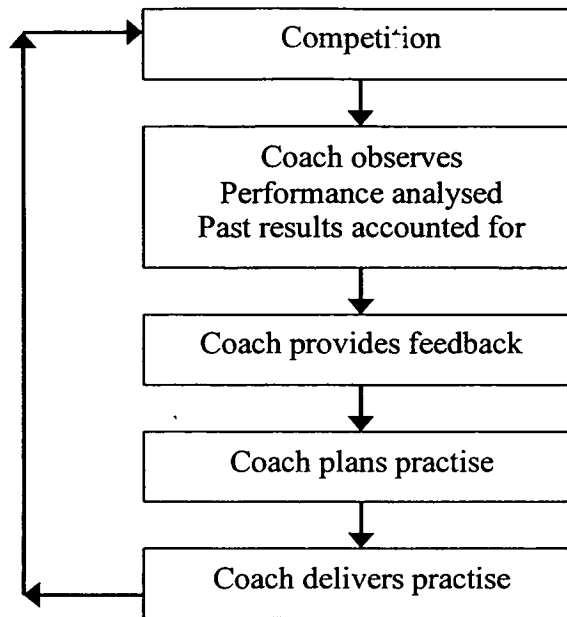 Competition
Coach observes
Performance analysed
Past results accounted for
Coach provides feedback
Coach plans practise
Coach delivers practise